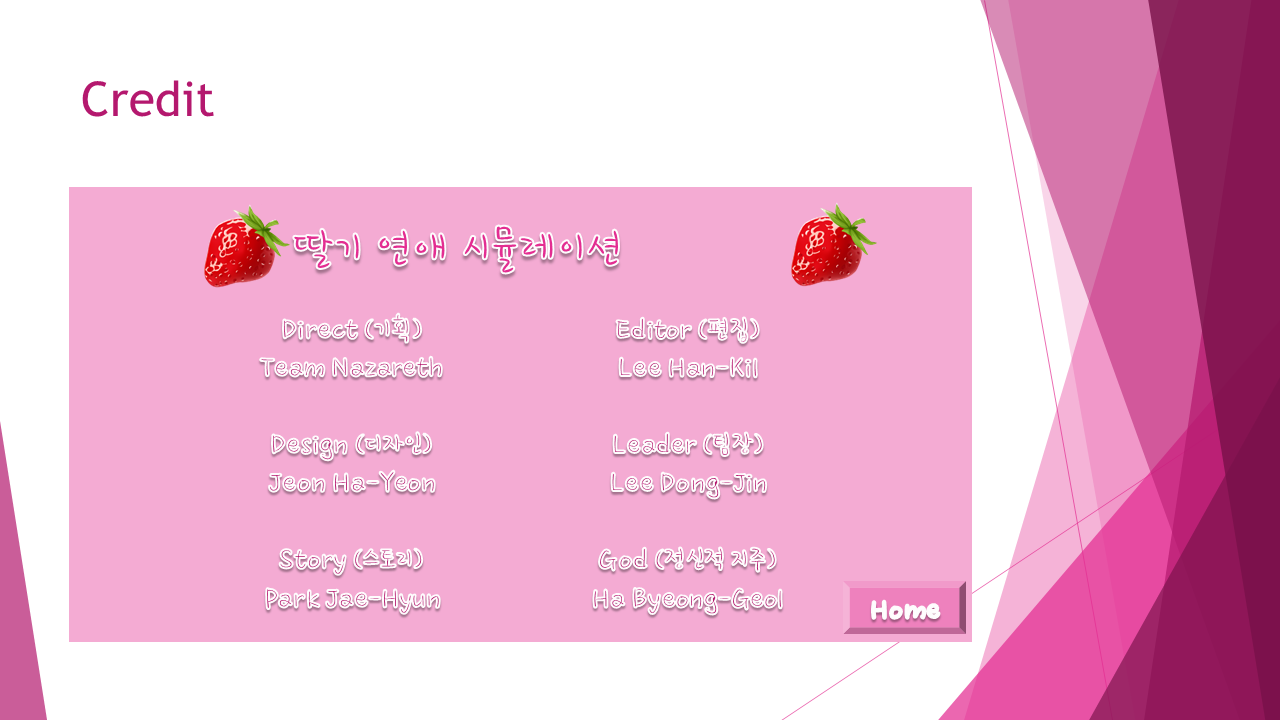 Credit
딸기 연애 시뮬레이션
Direct (기획)
Team Nazareth
Editor (편집)
Lee Han-Kil
Design (디자인)
Jeon Ha-Yeon
Leader (팀장)
Lee Dong-Jin
Story (스토리)
Park Jae-Hyun
God (정신적 지주)
Ha Byeong-Geol
Home